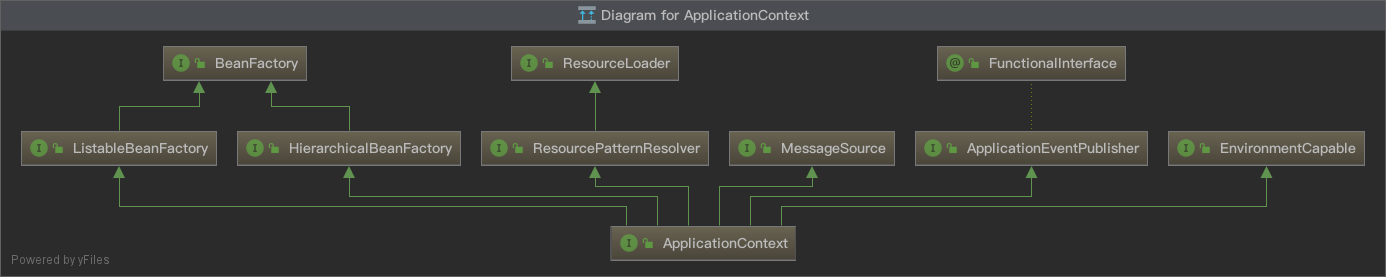 Diagram for ApplicationContext
I BeanFactory
I ResourceLoader
@ FunctionalInterface
I ListableBeanFactory
I HierarchicalBeanFactory
I ResourcePatternResolver
I MessageSource
I ApplicationEventPublisher
I EnvironmentCapable
I ApplicationContext
Powered by yFiles